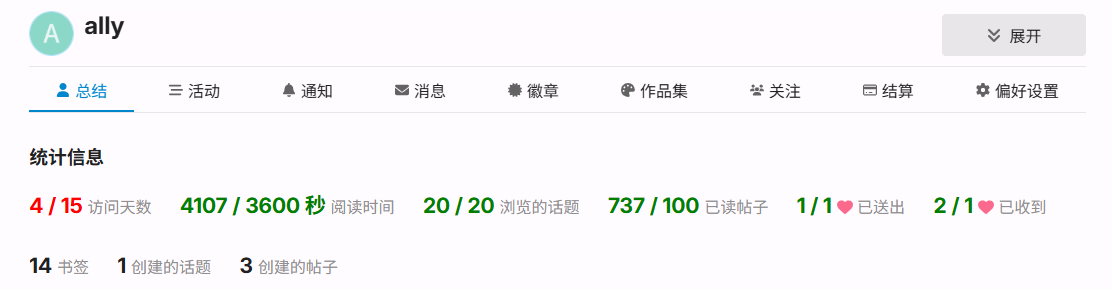 A ally
展开
总结 活动 通知 消息 徽章 作品集 关注 结算 偏好设置
统计信息
4 / 15 访问天数 4107 / 3600 秒 阅读时间 20 / 20 浏览的话题 737 / 100 已读帖子 1 / 1 已送出 2 / 1 已收到
14 书签 1 创建的话题 3 创建的帖子